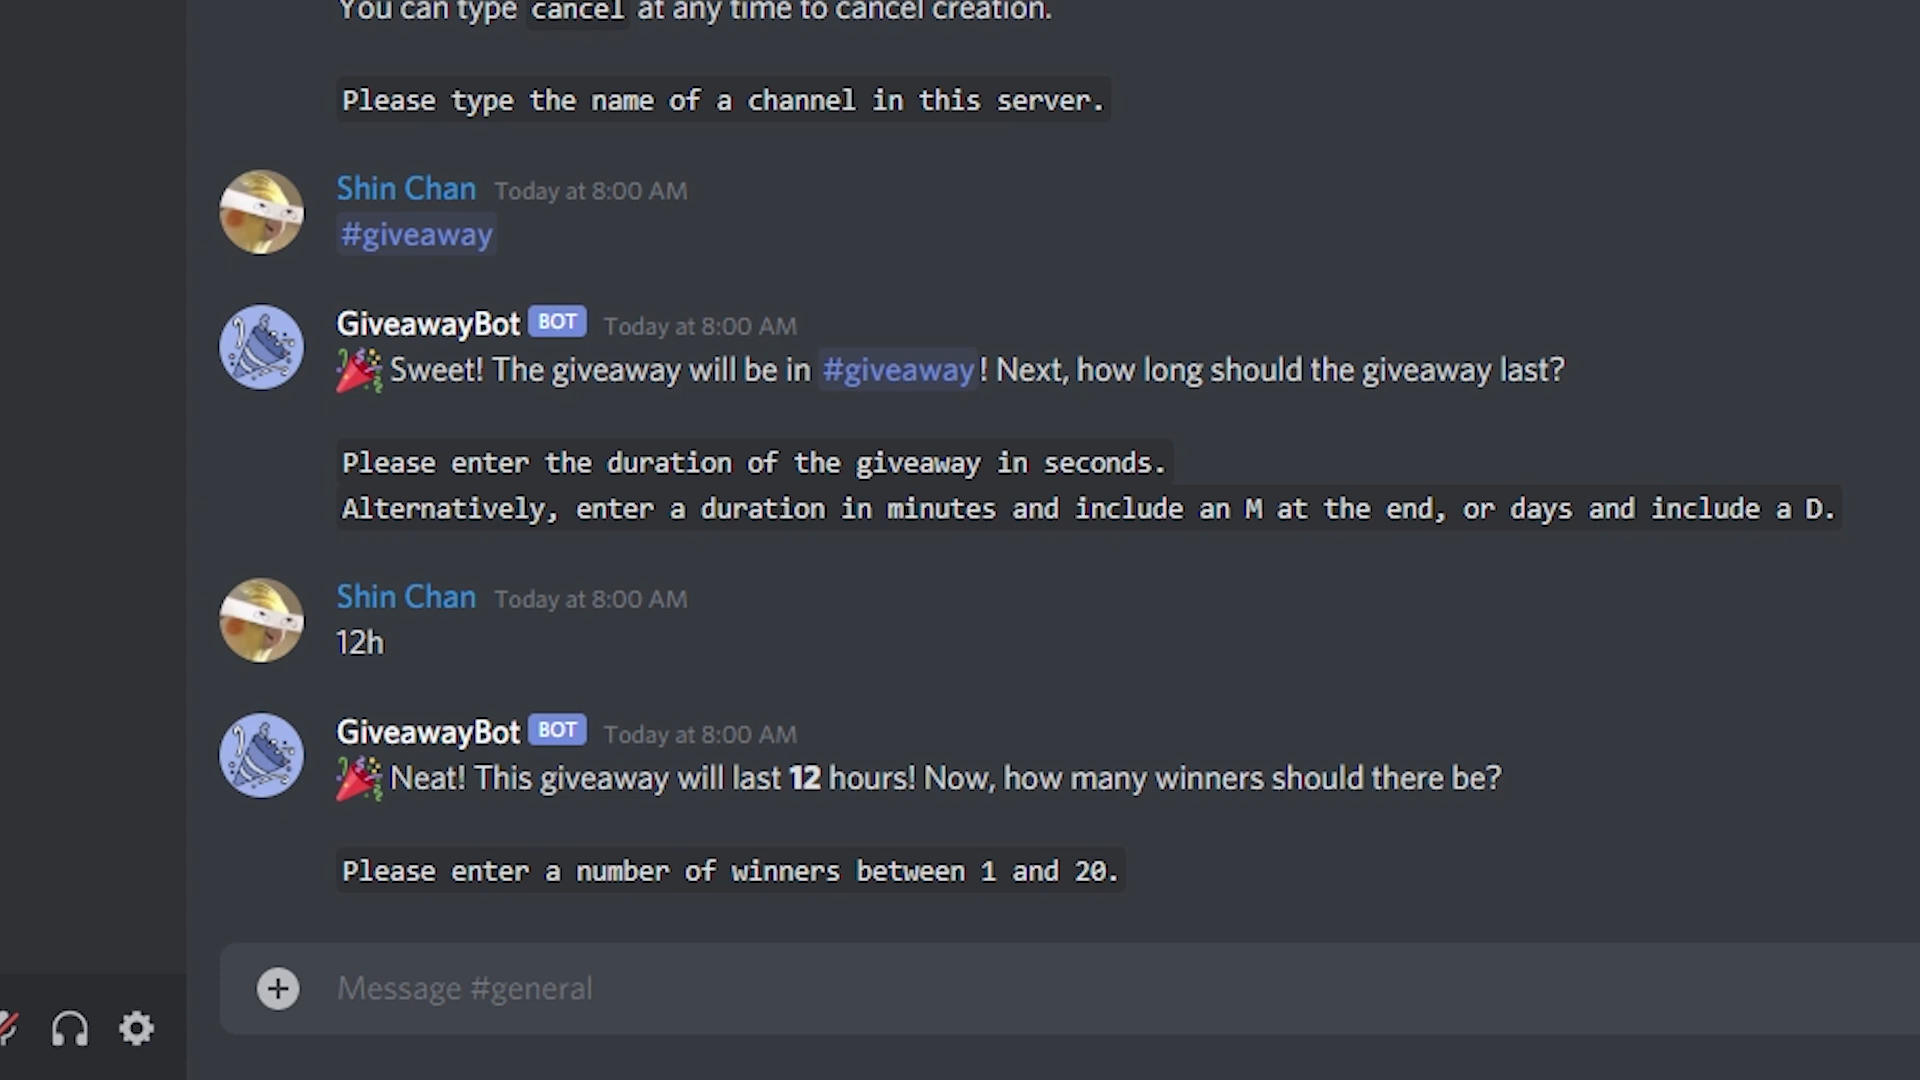 You can type cancel at any time to cancel creation.
Please type the name of a channel in this server.
Shin Chan Today at 8:00 AM
#giveaway
GiveawayBot BOT Today at 8:00 AM
Sweet! The giveaway will be in #giveaway! Next, how long should the giveaway last?
Please enter the duration of the giveaway in seconds.
Alternatively, enter a duration in minutes and include an M at the end, or days and include a D.
Shin Chan Today at 8:00 AM
12h
GiveawayBot BOT Today at 8:00 AM
Neat! This giveaway will last 12 hours! Now, how many winners should there be?
Please enter a number of winners between 1 and 20.
Message #general